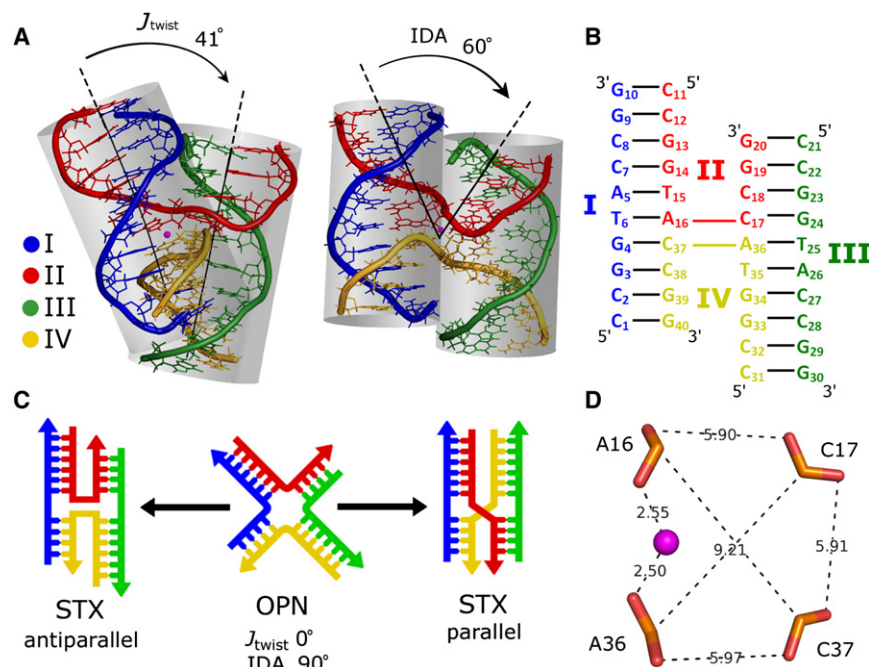 A
J twist 41°
IDA 60°
I
II
III
IV
B
3' 5'
G10 C11
G9 C12
C8 G13 3' 5'
C7 G14 II G20 C21
A5 T15 G19 C22
I C18 G23
T6 A16 C17 G24
G4 C37 A36 T25 III
G3 C38 T35 A26
C2 G39 IV G34 C27
C1 G40 G33 C28
5' 3' C32 G29
C31 G30
5' 3'
C
STX
antiparallel
OPN
J twist 0°
IDA 90°
STX
parallel
D
A16 5.90 C17
2.55
9.21 5.91
2.50
A36 5.97 C37